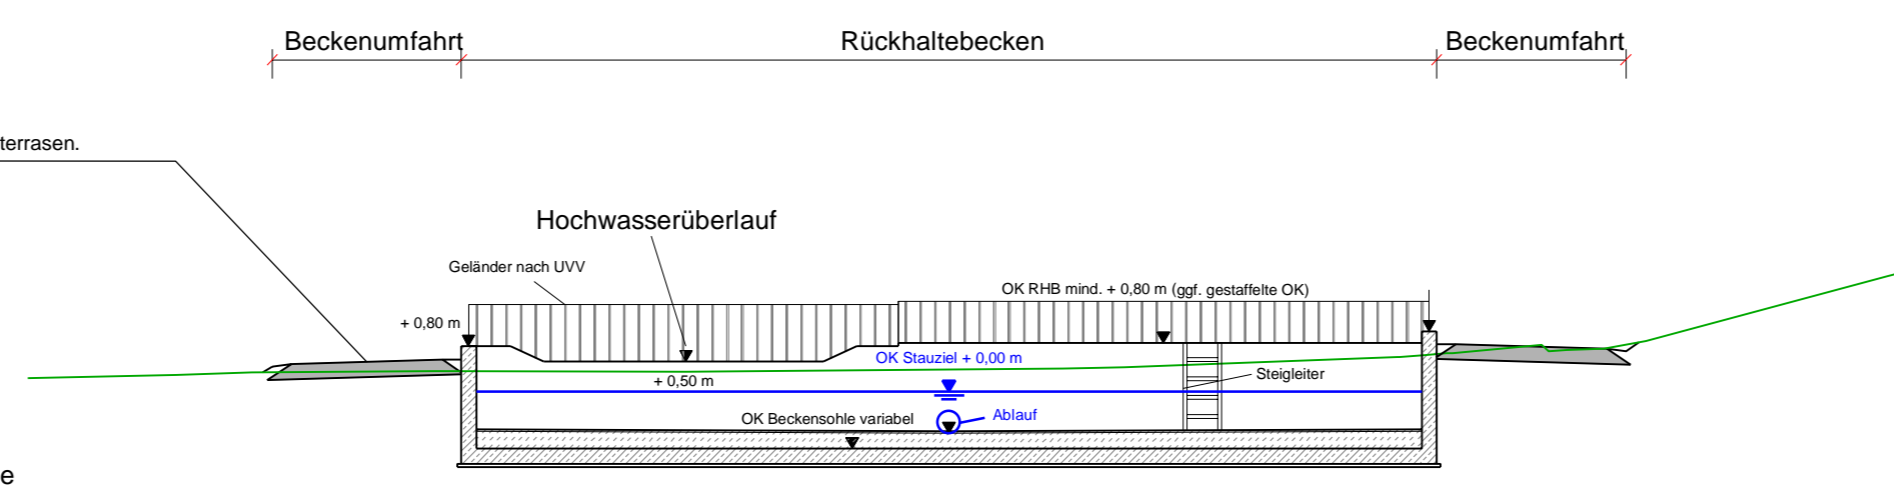 Beckenumfahrt
Rückhaltebecken
Beckenumfahrt
terrasen.
Hochwasserüberlauf
Geländer nach UVV
OK RHB mind. + 0,80 m (ggf. gestaffelte OK)
+ 0,80 m
OK Stauziel + 0,00 m
+ 0,50 m
Steigleiter
OK Beckensohle variabel
Ablauf
e